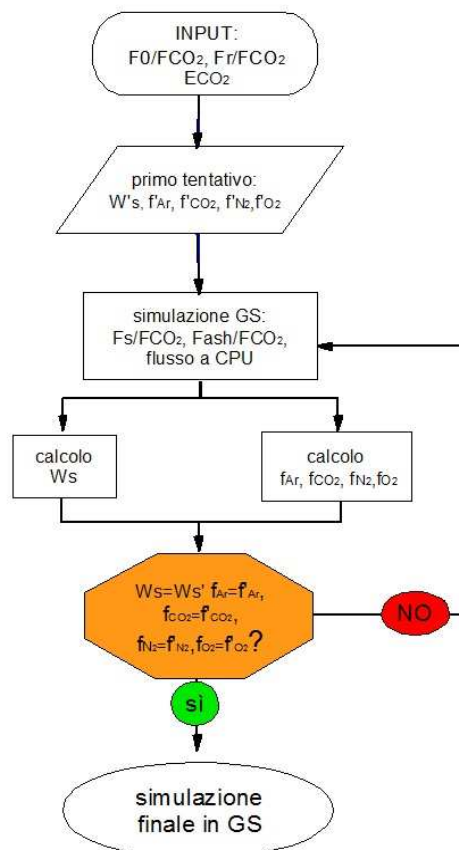 INPUT:
F0/FCO2, Fr/FCO2
ECO2
primo tentativo:
W's, f'Ar, f'CO2, f'N2,f'O2
simulazione GS:
Fs/FCO2, Fash/FCO2,
flusso a CPU
calcolo
Ws
calcolo
fAr, fCO2, fN2,fO2
Ws=Ws' fAr=f'Ar,
fCO2=f'CO2,
fN2=f'N2,fO2=f'O2?
NO
sì
simulazione
finale in GS